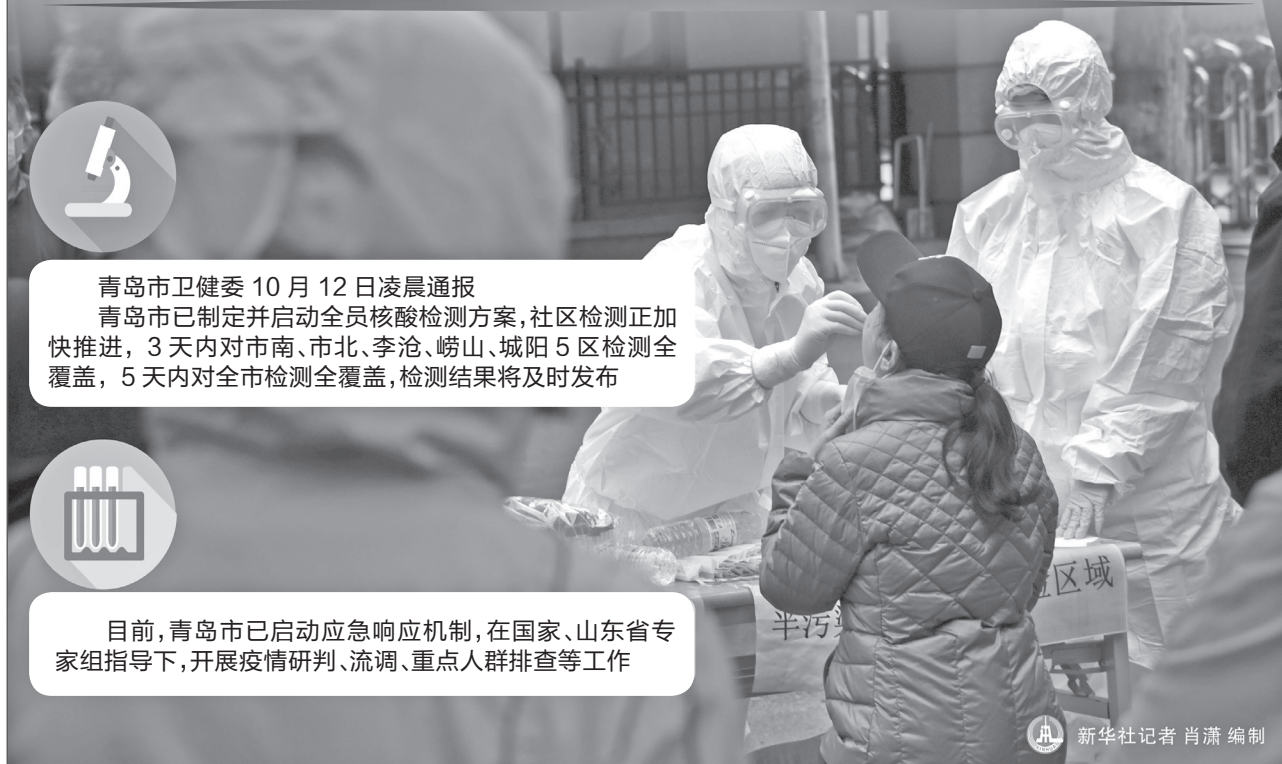 青岛市卫健委 10 月 12 日凌晨通报
青岛市已制定并启动全员核酸检测方案，社区检测正加
快推进，3 天内对市南、市北、李沧、崂山、城阳 5 区检测全
覆盖，5 天内对全市检测全覆盖，检测结果将及时发布
目前，青岛市已启动应急响应机制，在国家、山东省专
家组指导下，开展疫情研判、流调、重点人群排查等工作
半污
区域
新华社记者 肖潇 编制